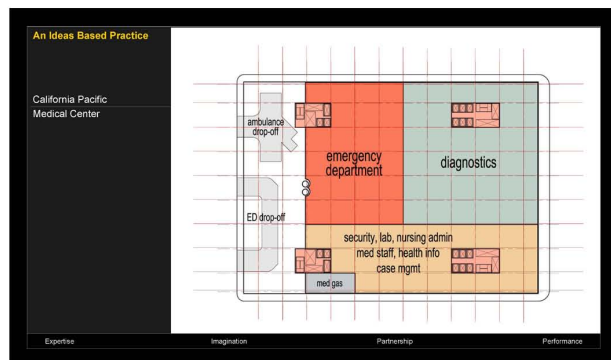 An Ideas Based Practice
California Pacific
Medical Center
ambulance
drop-off
emergency
department
diagnostics
ED drop-off
security, lab, nursing admin
med staff, health info
case mgmt
med gas
Expertise
Imagination
Partnership
Performance